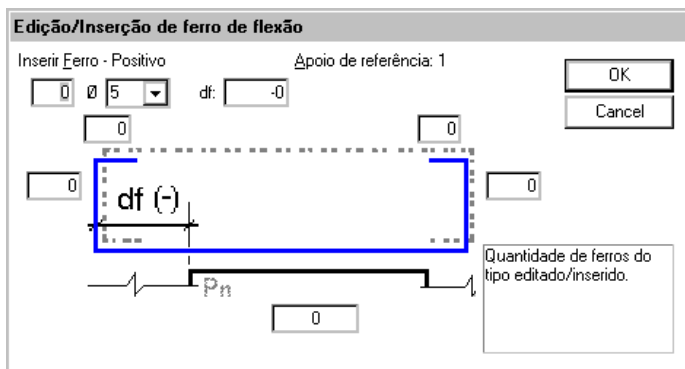 Edição/Inserção de ferro de flexão
Inserir Ferro - Positivo
Apoio de referência: 1
0 Ø 5 df: -0
OK
Cancel
0 0
0 0
df (-)
Quantidade de ferros do
tipo editado/inserido.
Pn
0